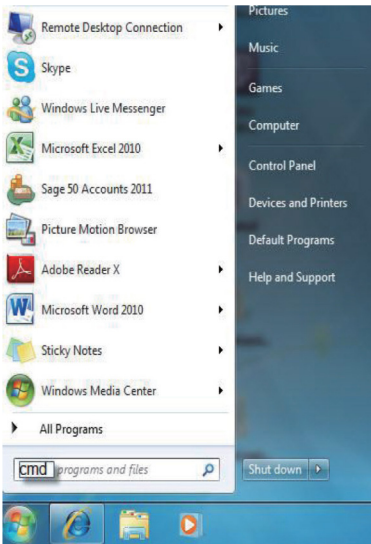 Remote Desktop Connection
Skype
Windows Live Messenger
Microsoft Excel 2010
Sage 50 Accounts 2011
Picture Motion Browser
Adobe Reader X
Microsoft Word 2010
Sticky Notes
Windows Media Center
All Programs
cmd programs and files
Pictures
Music
Games
Computer
Control Panel
Devices and Printers
Default Programs
Help and Support
Shut down